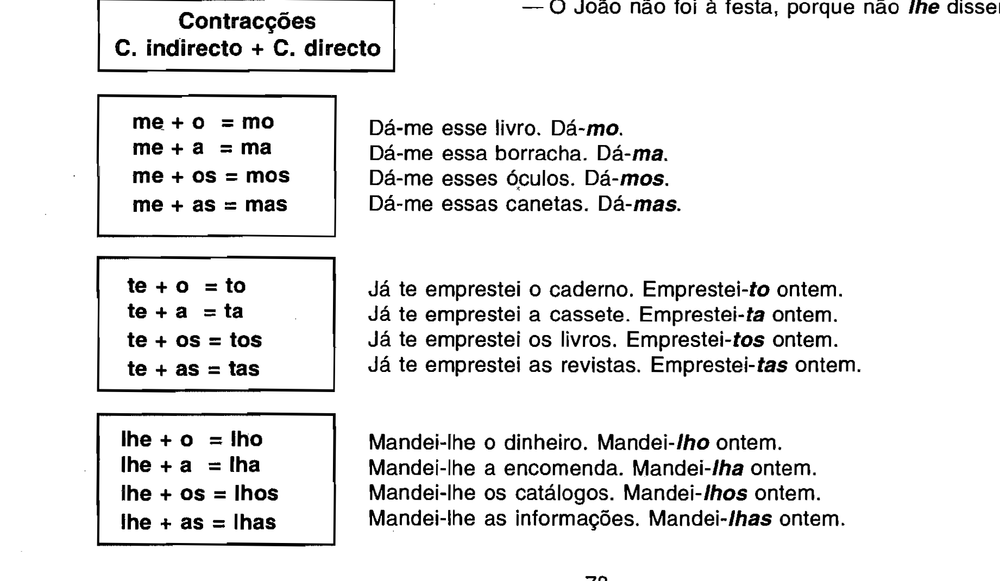 — O João não foi à festa, porque não lhe
Contracções
C. indirecto + C. directo
me + o = mo
me + a = ma
me + os = mos
me + as = mas
Dá-me esse livro. Dá-mo.
Dá-me essa borracha. Dá-ma.
Dá-me esses óculos. Dá-mos.
Dá-me essas canetas. Dá-mas.
te + o = to
te + a = ta
te + os = tos
te + as = tas
Já te emprestei o caderno. Emprestei-to ontem.
Já te emprestei a cassete. Emprestei-ta ontem.
Já te emprestei os livros. Emprestei-tos ontem.
Já te emprestei as revistas. Emprestei-tas ontem.
lhe + o = lho
lhe + a = lha
lhe + os = lhos
lhe + as = lhas
Mandei-lhe o dinheiro. Mandei-lho ontem.
Mandei-lhe a encomenda. Mandei-lha ontem.
Mandei-lhe os catálogos. Mandei-lhos ontem.
Mandei-lhe as informações. Mandei-lhas ontem.